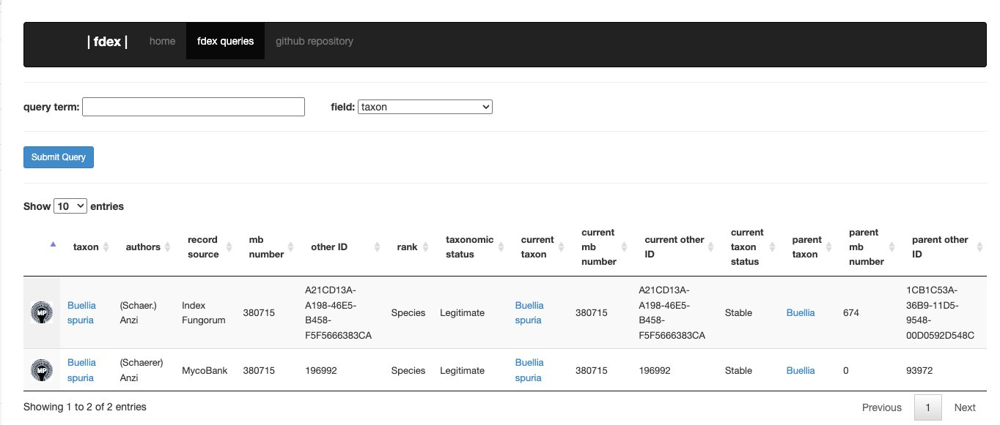 | fdex | home fdex queries github repository
query term: field: taxon
Submit Query
Show 10 entries
taxon authors record source mb number other ID rank taxonomic status current taxon current mb number current other ID current taxon status parent taxon parent mb number parent other ID
MP Buellia spuria (Schaer.) Anzi Index Fungorum 380715 A21CD13A-A198-46E5-B458-F5F5666383CA Species Legitimate Buellia spuria 380715 A21CD13A-A198-46E5-B458-F5F5666383CA Stable Buellia 674 1CB1C53A-36B9-11D5-9548-00D0592D548C
MP Buellia spuria (Schaerer) Anzi MycoBank 380715 196992 Species Legitimate Buellia spuria 380715 196992 Stable Buellia 0 93972
Showing 1 to 2 of 2 entries
Previous 1 Next